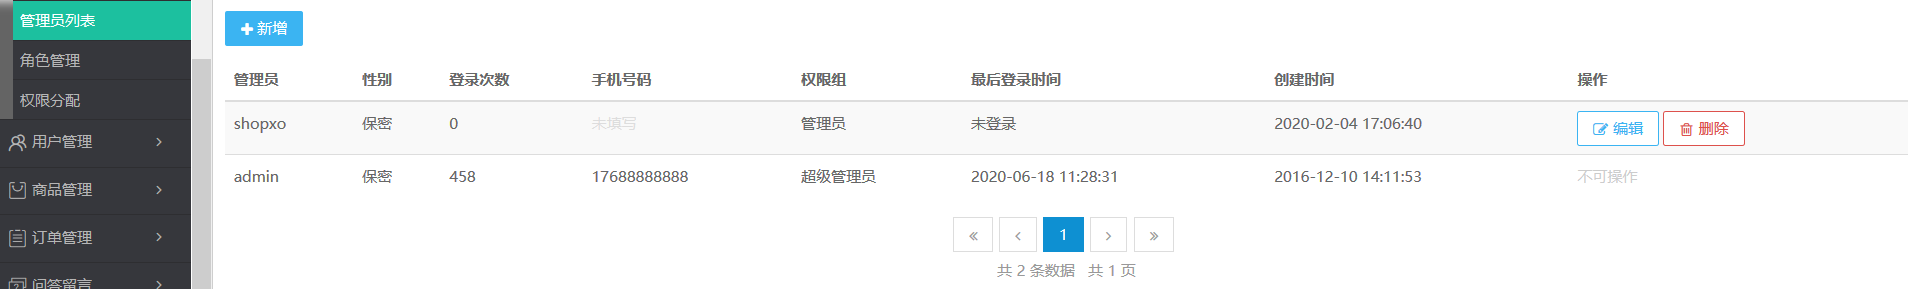 管理员列表
角色管理
权限分配
用户管理
商品管理
订单管理
问答留言
新增
管理员 性别 登录次数 手机号码 权限组 最后登录时间 创建时间 操作
shopxo 保密 0 未填写 管理员 未登录 2020-02-04 17:06:40 编辑 删除
admin 保密 458 17688888888 超级管理员 2020-06-18 11:28:31 2016-12-10 14:11:53 不可操作
« ‹ 1 › »
共 2 条数据 共 1 页